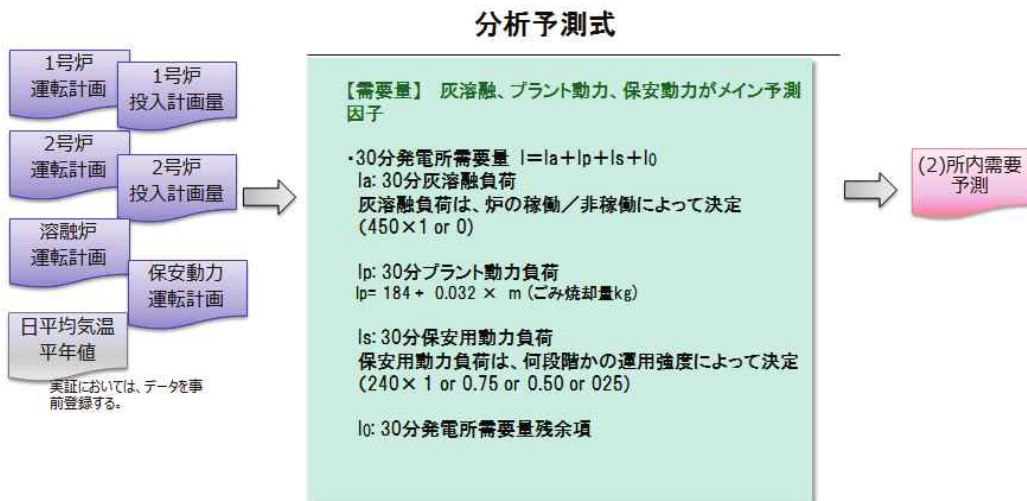 分析予測式
1号炉
運転計画
1号炉
投入計画量
2号炉
運転計画
2号炉
投入計画量
溶融炉
運転計画
保安動力
運転計画
日平均気温
平年値
実証においては、データを事
前登録する。
【需要量】 灰溶融、プラント動力、保安動力がメイン予測
因子
・30分発電所需要量 l=la+lp+ls+l0
la: 30分灰溶融負荷
灰溶融負荷は、炉の稼働/非稼働によって決定
(450×1 or 0)
lp: 30分プラント動力負荷
lp= 184 + 0.032 × m (ごみ焼却量kg)
ls: 30分保安用動力負荷
保安用動力負荷は、何段階かの運用強度によって決定
(240× 1 or 0.75 or 0.50 or 025)
l0: 30分発電所需要量残余項
(2)所内需要
予測